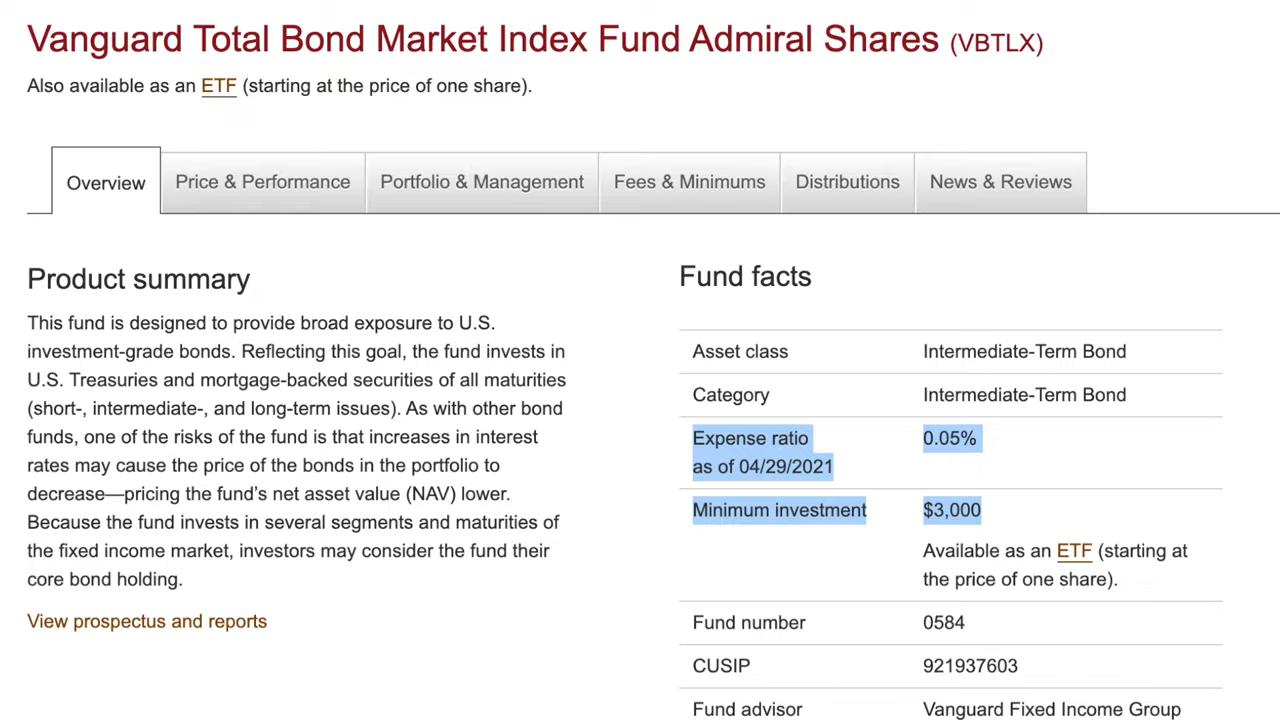 Vanguard Total Bond Market Index Fund Admiral Shares (VBTLX)
Also available as an ETF (starting at the price of one share).
Overview
Price & Performance
Portfolio & Management
Fees & Minimums
Distributions
News & Reviews
Product summary
This fund is designed to provide broad exposure to U.S.
investment-grade bonds. Reflecting this goal, the fund invests in
U.S. Treasuries and mortgage-backed securities of all maturities
(short-, intermediate-, and long-term issues). As with other bond
funds, one of the risks of the fund is that increases in interest
rates may cause the price of the bonds in the portfolio to
decrease—pricing the fund's net asset value (NAV) lower.
Because the fund invests in several segments and maturities of
the fixed income market, investors may consider the fund their
core bond holding.
View prospectus and reports
Fund facts
Asset class Intermediate-Term Bond
Category Intermediate-Term Bond
Expense ratio 0.05%
as of 04/29/2021
Minimum investment $3,000
Available as an ETF (starting at
the price of one share).
Fund number 0584
CUSIP 921937603
Fund advisor Vanguard Fixed Income Group